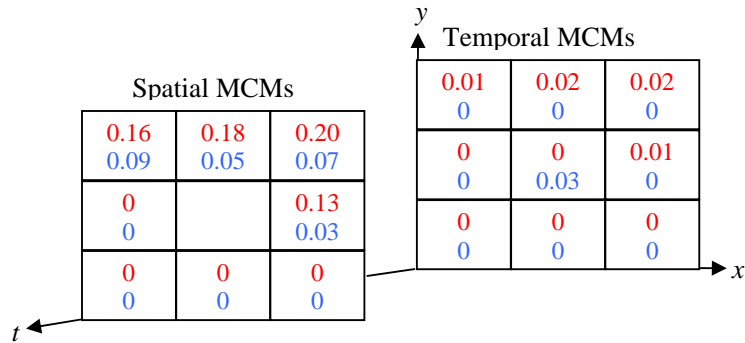 y
Temporal MCMs
0.01 0.02 0.02
0 0 0
0 0 0.01
0 0.03 0
0 0 0
0 0 0
x
Spatial MCMs
0.16 0.18 0.20
0.09 0.05 0.07
0 0.13
0 0.03
0 0 0
0 0 0
t